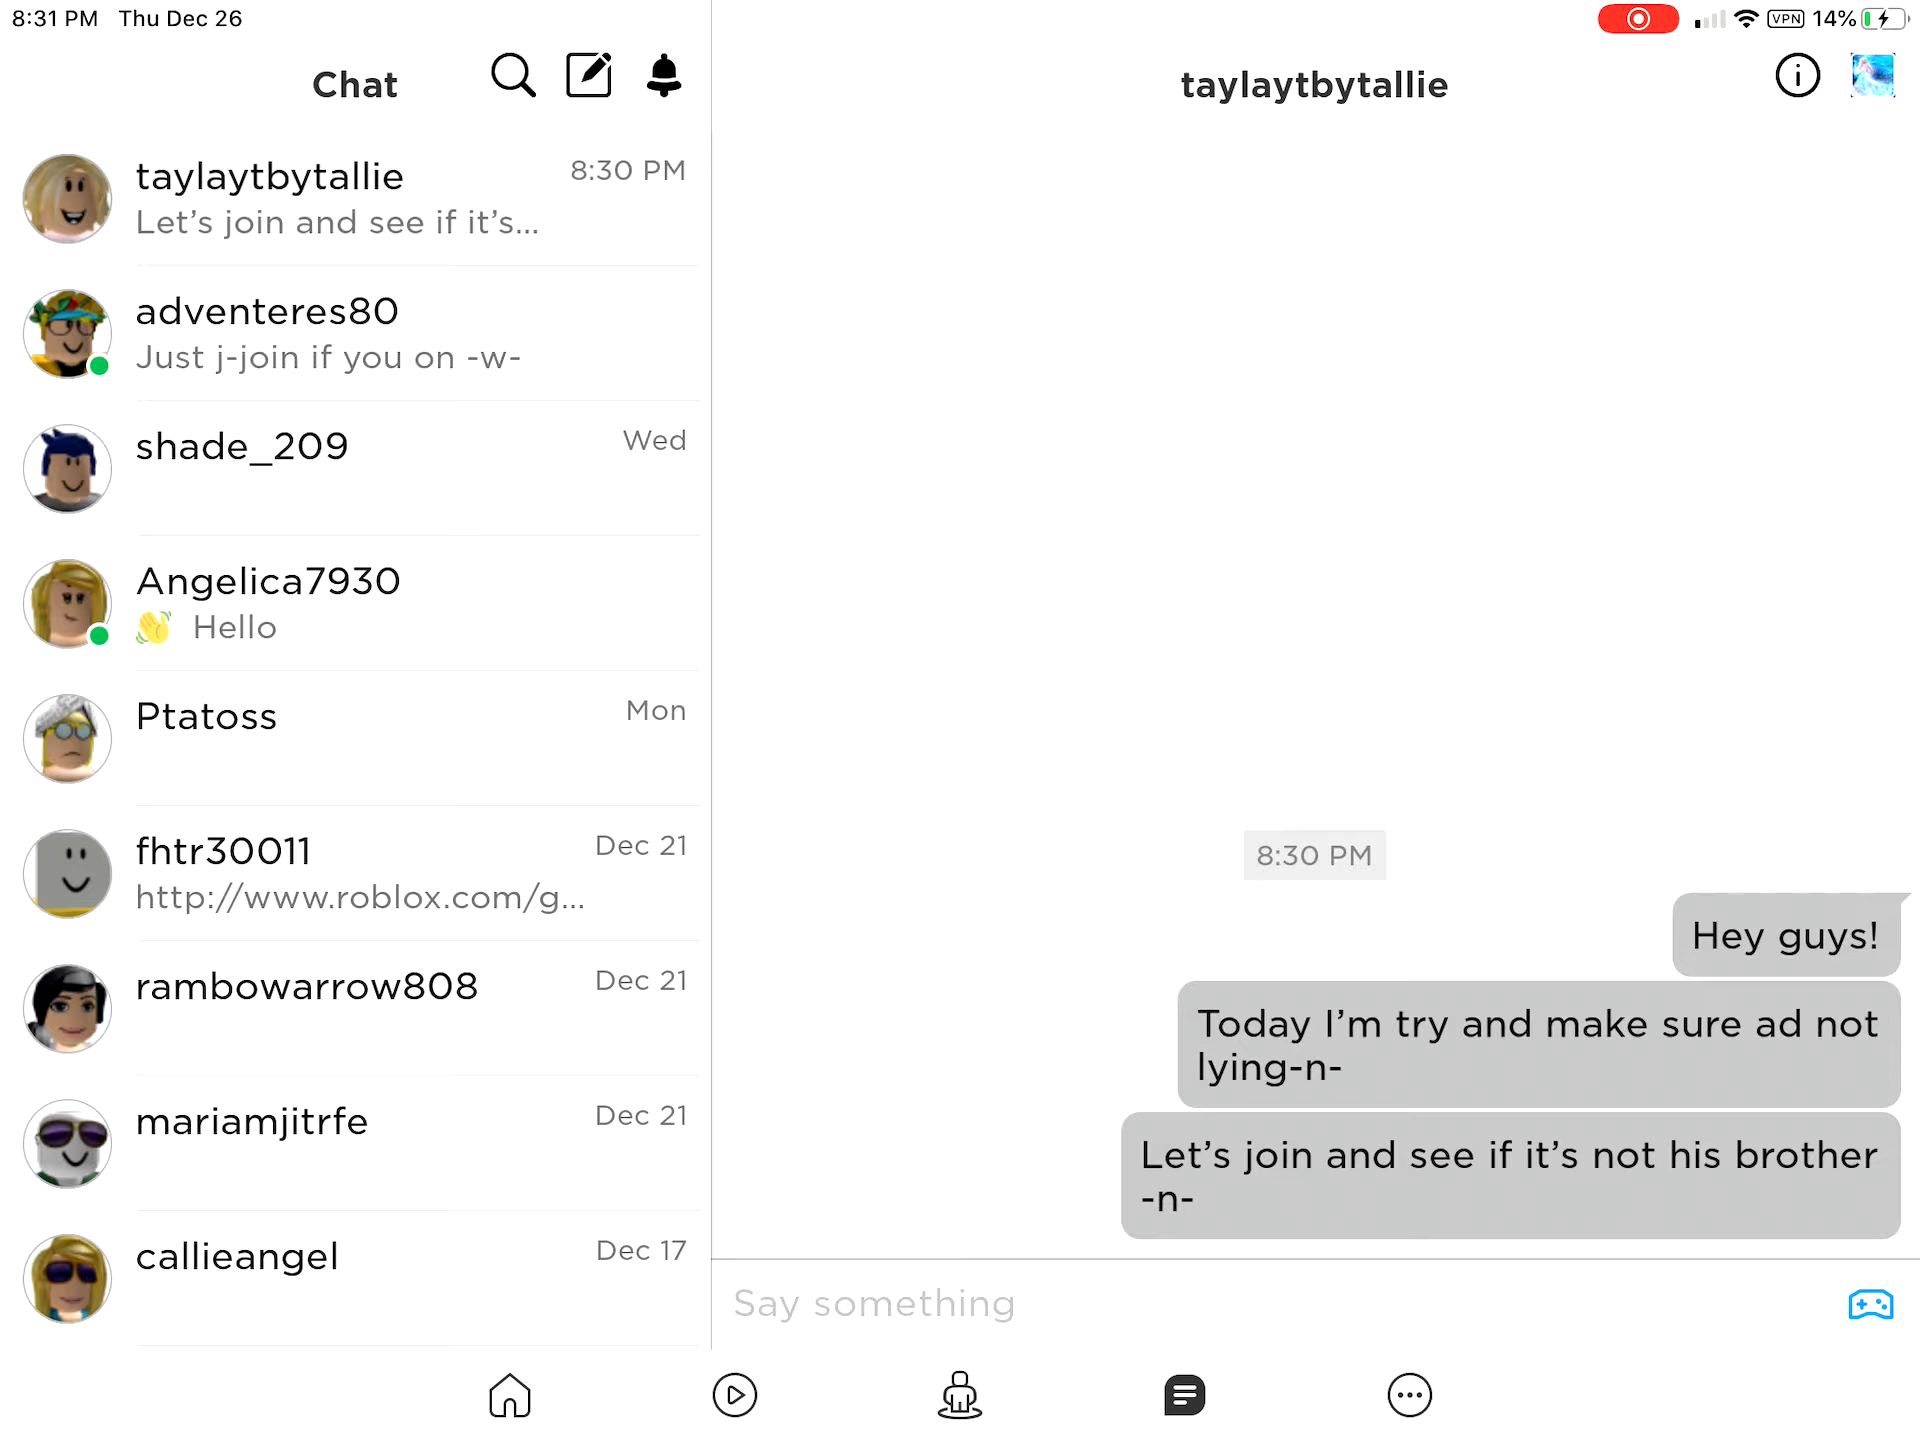 8:31 PM Thu Dec 26
VPN 14%
Chat
taylaytbytallie
8:30 PM
Let’s join and see if it’s...
adventeres80
Just j-join if you on -w-
shade_209
Wed
Angelica7930
👋 Hello
Ptatoss
Mon
fhtr30011
Dec 21
http://www.roblox.com/g...
rambowarrow808
Dec 21
mariamjitrfe
Dec 21
callieangel
Dec 17
taylaytbytallie
8:30 PM
Hey guys!
Today I’m try and make sure ad not
lying-n-
Let’s join and see if it’s not his brother
-n-
Say something